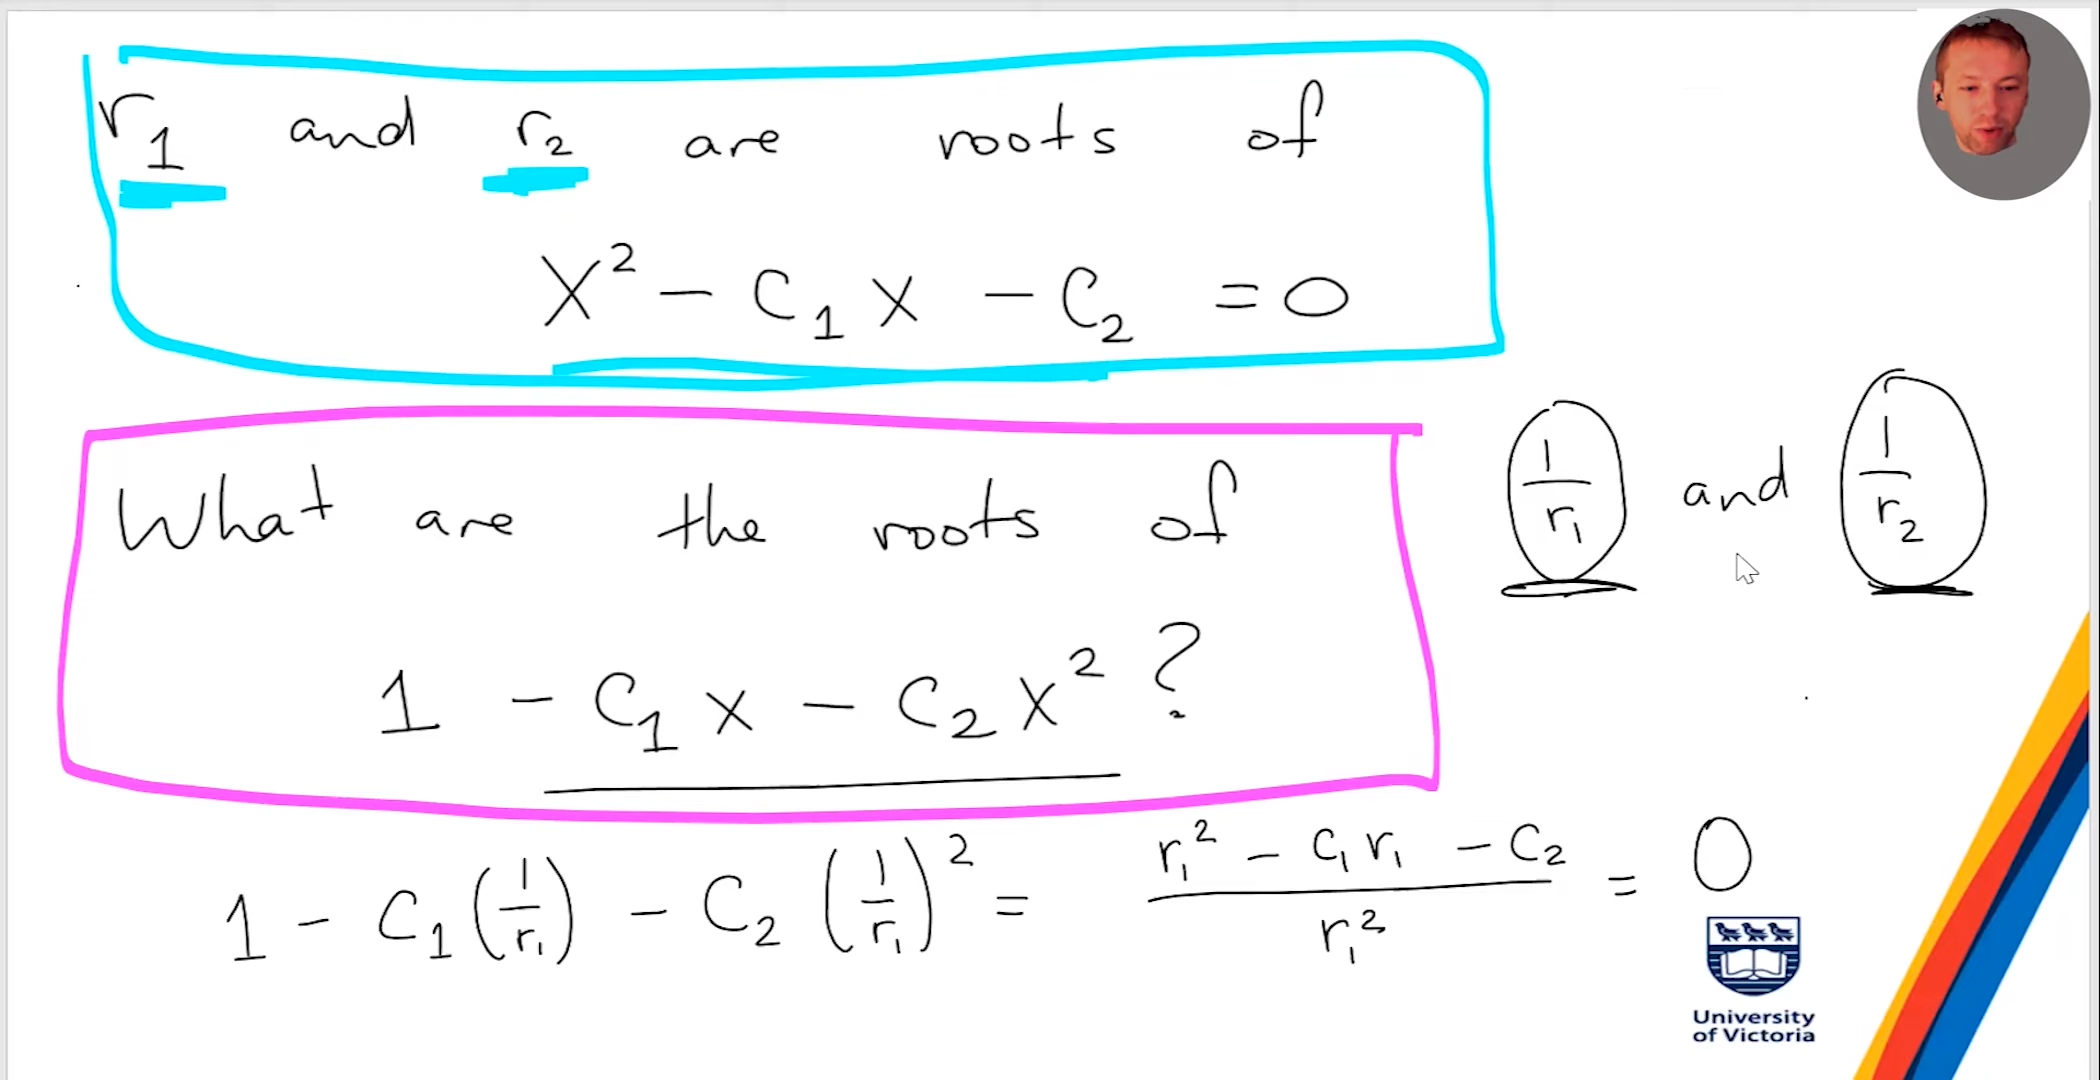 r₁ and r₂ are roots of
x² − C₁x − C₂ = 0
What are the roots of
1 − C₁x − C₂x² ?
1/r₁ and 1/r₂
1 − C₁(1/r₁) − C₂(1/r₁)² = (r₁² − C₁r₁ − C₂)/r₁² = 0
University
of Victoria